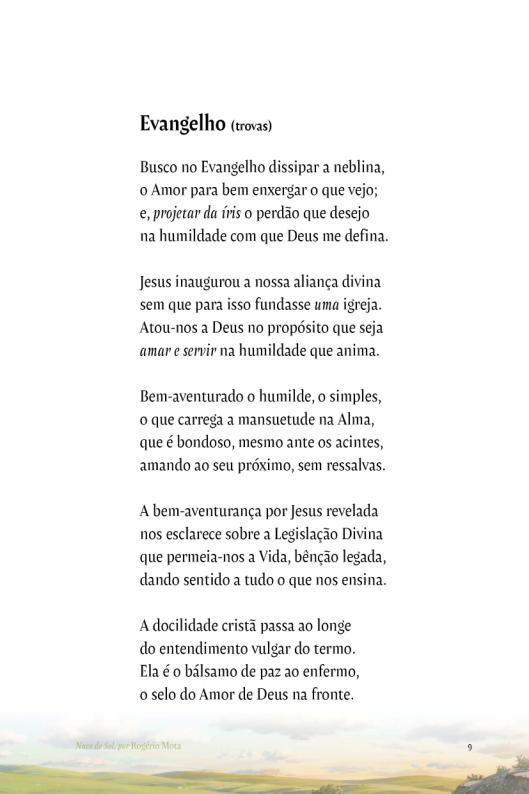 Evangelho (trovas)
Busco no Evangelho dissipar a neblina,
o Amor para bem enxergar o que vejo;
e, projetar da íris o perdão que desejo
na humildade com que Deus me defina.
Jesus inaugurou a nossa aliança divina
sem que para isso fundasse uma igreja.
Atou-nos a Deus no propósito que seja
amar e servir na humildade que anima.
Bem-aventurado o humilde, o simples,
o que carrega a mansuetude na Alma,
que é bondoso, mesmo ante os acintes,
amando ao seu próximo, sem ressalvas.
A bem-aventurança por Jesus revelada
nos esclarece sobre a Legislação Divina
que permeia-nos a Vida, bênção legada,
dando sentido a tudo o que nos ensina.
A docilidade cristã passa ao longe
do entendimento vulgar do termo.
Ela é o bálsamo de paz ao enfermo,
o selo do Amor de Deus na fronte.
de Sol, por Rogério Mota 9